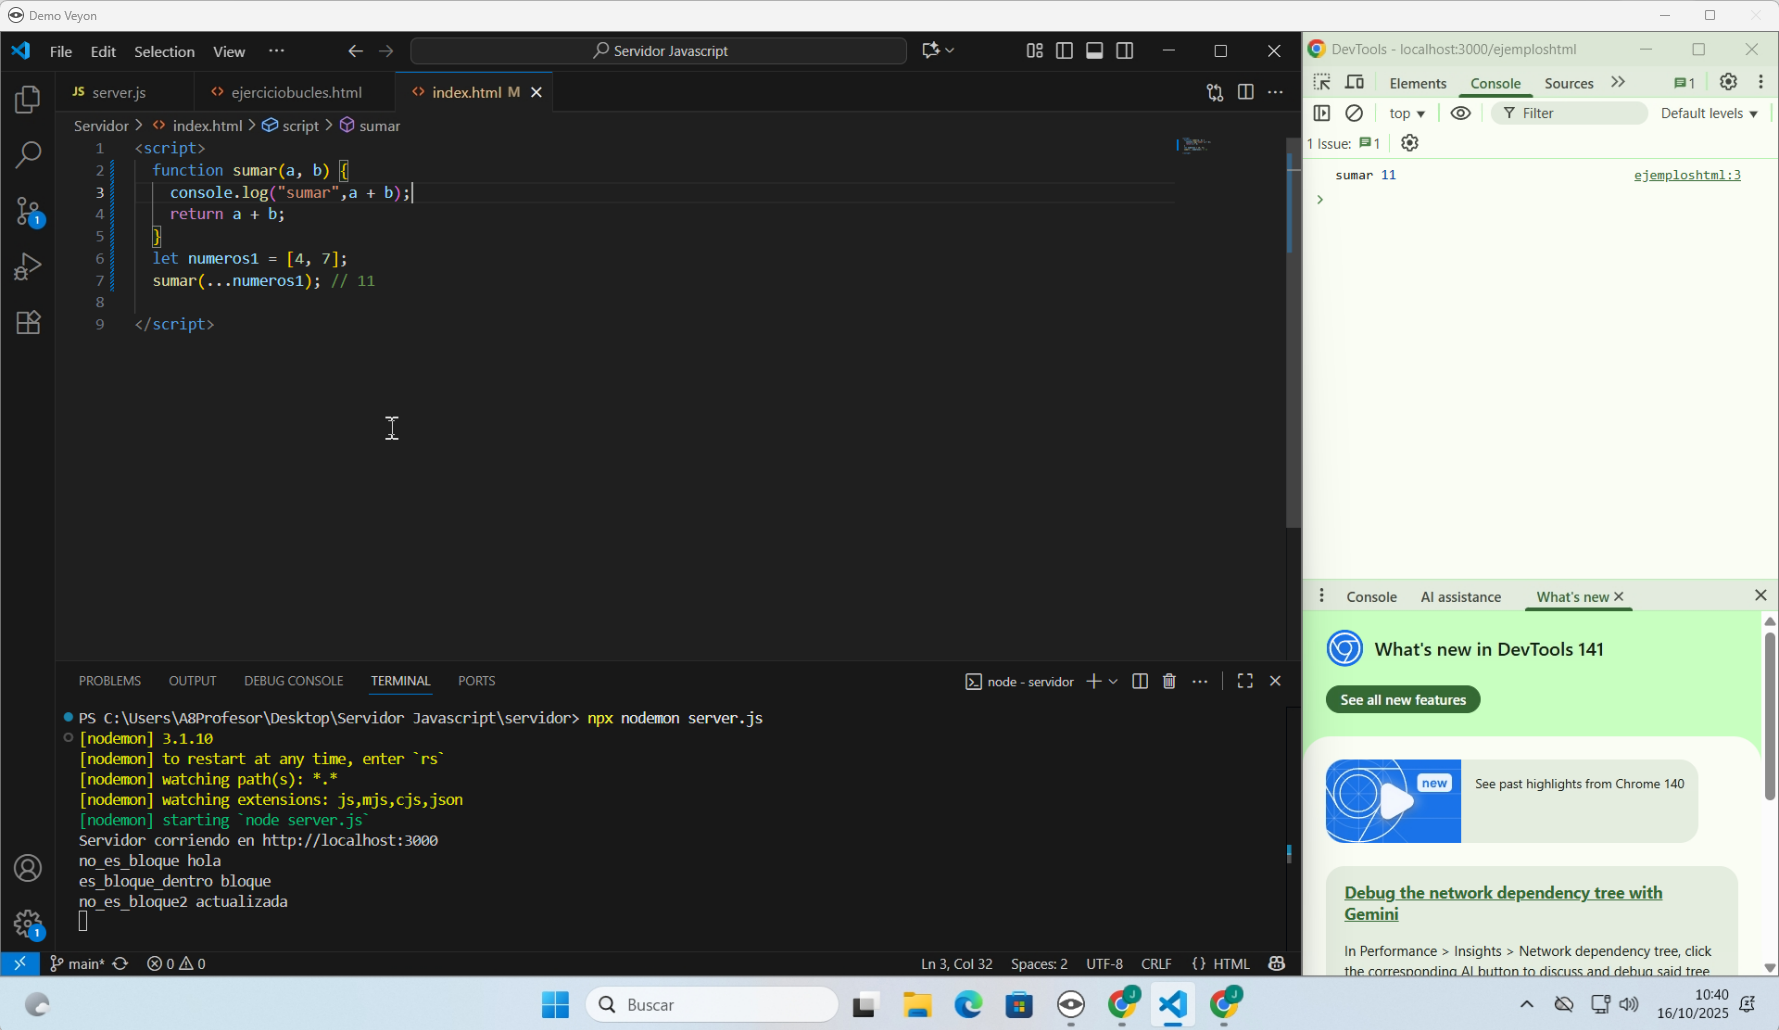 Demo Veyon
File Edit Selection View ···
Servidor Javascript
JS server.js
<> ejerciciobucles.html
<> index.html M
Servidor > <> index.html > script > sumar
1 <script>
2 function sumar(a, b) {
3 console.log("sumar",a + b);
4 return a + b;
5 }
6 let numeros1 = [4, 7];
7 sumar(...numeros1); // 11
8
9 </script>
PROBLEMS OUTPUT DEBUG CONSOLE TERMINAL PORTS
node - servidor
PS C:\Users\A8Profesor\Desktop\Servidor Javascript\servidor> npx nodemon server.js
[nodemon] 3.1.10
[nodemon] to restart at any time, enter `rs`
[nodemon] watching path(s): *.*
[nodemon] watching extensions: js,mjs,cjs,json
[nodemon] starting `node server.js`
Servidor corriendo en http://localhost:3000
no_es_bloque hola
es_bloque_dentro bloque
no_es_bloque2 actualizada
1
1
main* 0 0
Ln 3, Col 32 Spaces: 2 UTF-8 CRLF {} HTML
DevTools - localhost:3000/ejemploshtml
Elements Console Sources 1
top Filter Default levels
1 Issue: 1
sumar 11 ejemploshtml:3
Console AI assistance What's new
What's new in DevTools 141
See all new features
new
See past highlights from Chrome 140
Debug the network dependency tree with
Gemini
In Performance > Insights > Network dependency tree, click
the corresponding AI button to discuss and debug said tree
Buscar
J
J
10:40
16/10/2025